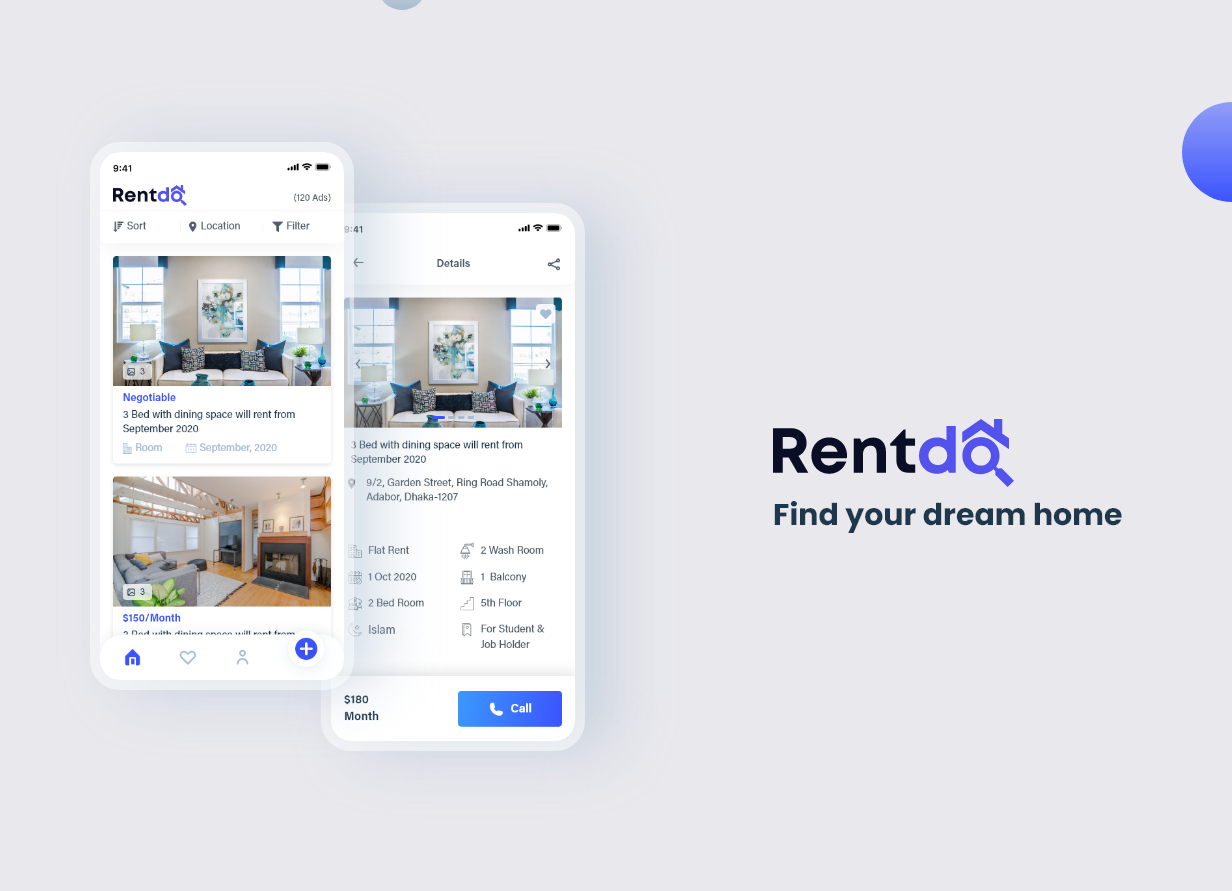 9:41
Rentdo
(120 Ads)
Sort
Location
Filter
3
Negotiable
3 Bed with dining space will rent from
September 2020
Room
September, 2020
3
$150/Month
3 Bed with dining space will rent from
9:41
Details
3 Bed with dining space will rent from
September 2020
9/2, Garden Street, Ring Road Shamoly,
Adabor, Dhaka-1207
Flat Rent
2 Wash Room
1 Oct 2020
1 Balcony
2 Bed Room
5th Floor
Islam
For Student &
Job Holder
$180
Month
Call
Rentdo
Find your dream home